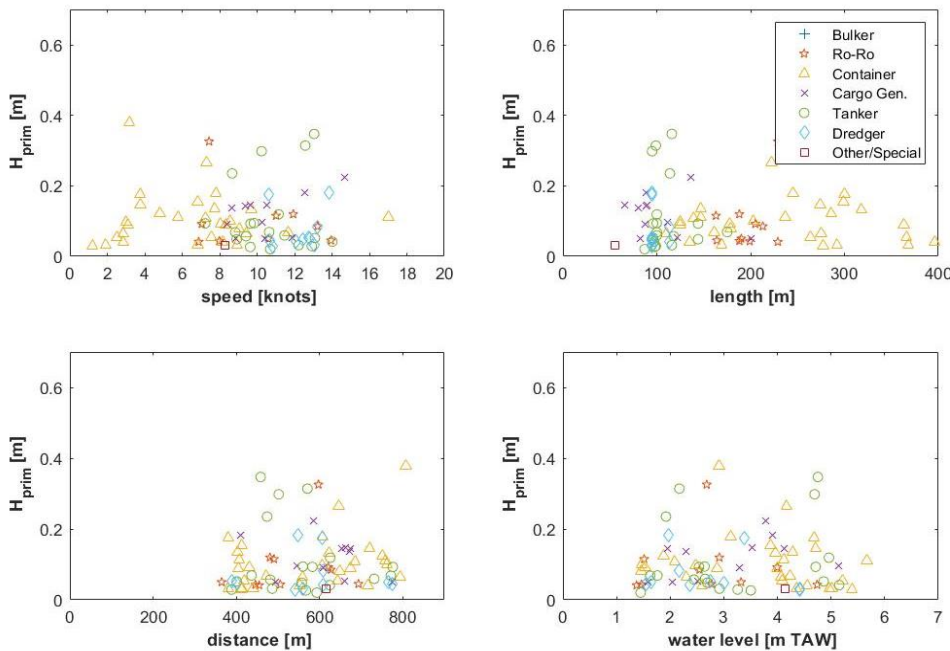 0.6
0.4
0.2
0
H_prim [m]
0 2 4 6 8 10 12 14 16 18 20
speed [knots]
0.6
0.4
0.2
0
H_prim [m]
0 100 200 300 400
length [m]
Bulker
Ro-Ro
Container
Cargo Gen.
Tanker
Dredger
Other/Special
0.6
0.4
0.2
0
H_prim [m]
0 200 400 600 800
distance [m]
0.6
0.4
0.2
0
H_prim [m]
0 1 2 3 4 5 6 7
water level [m TAW]